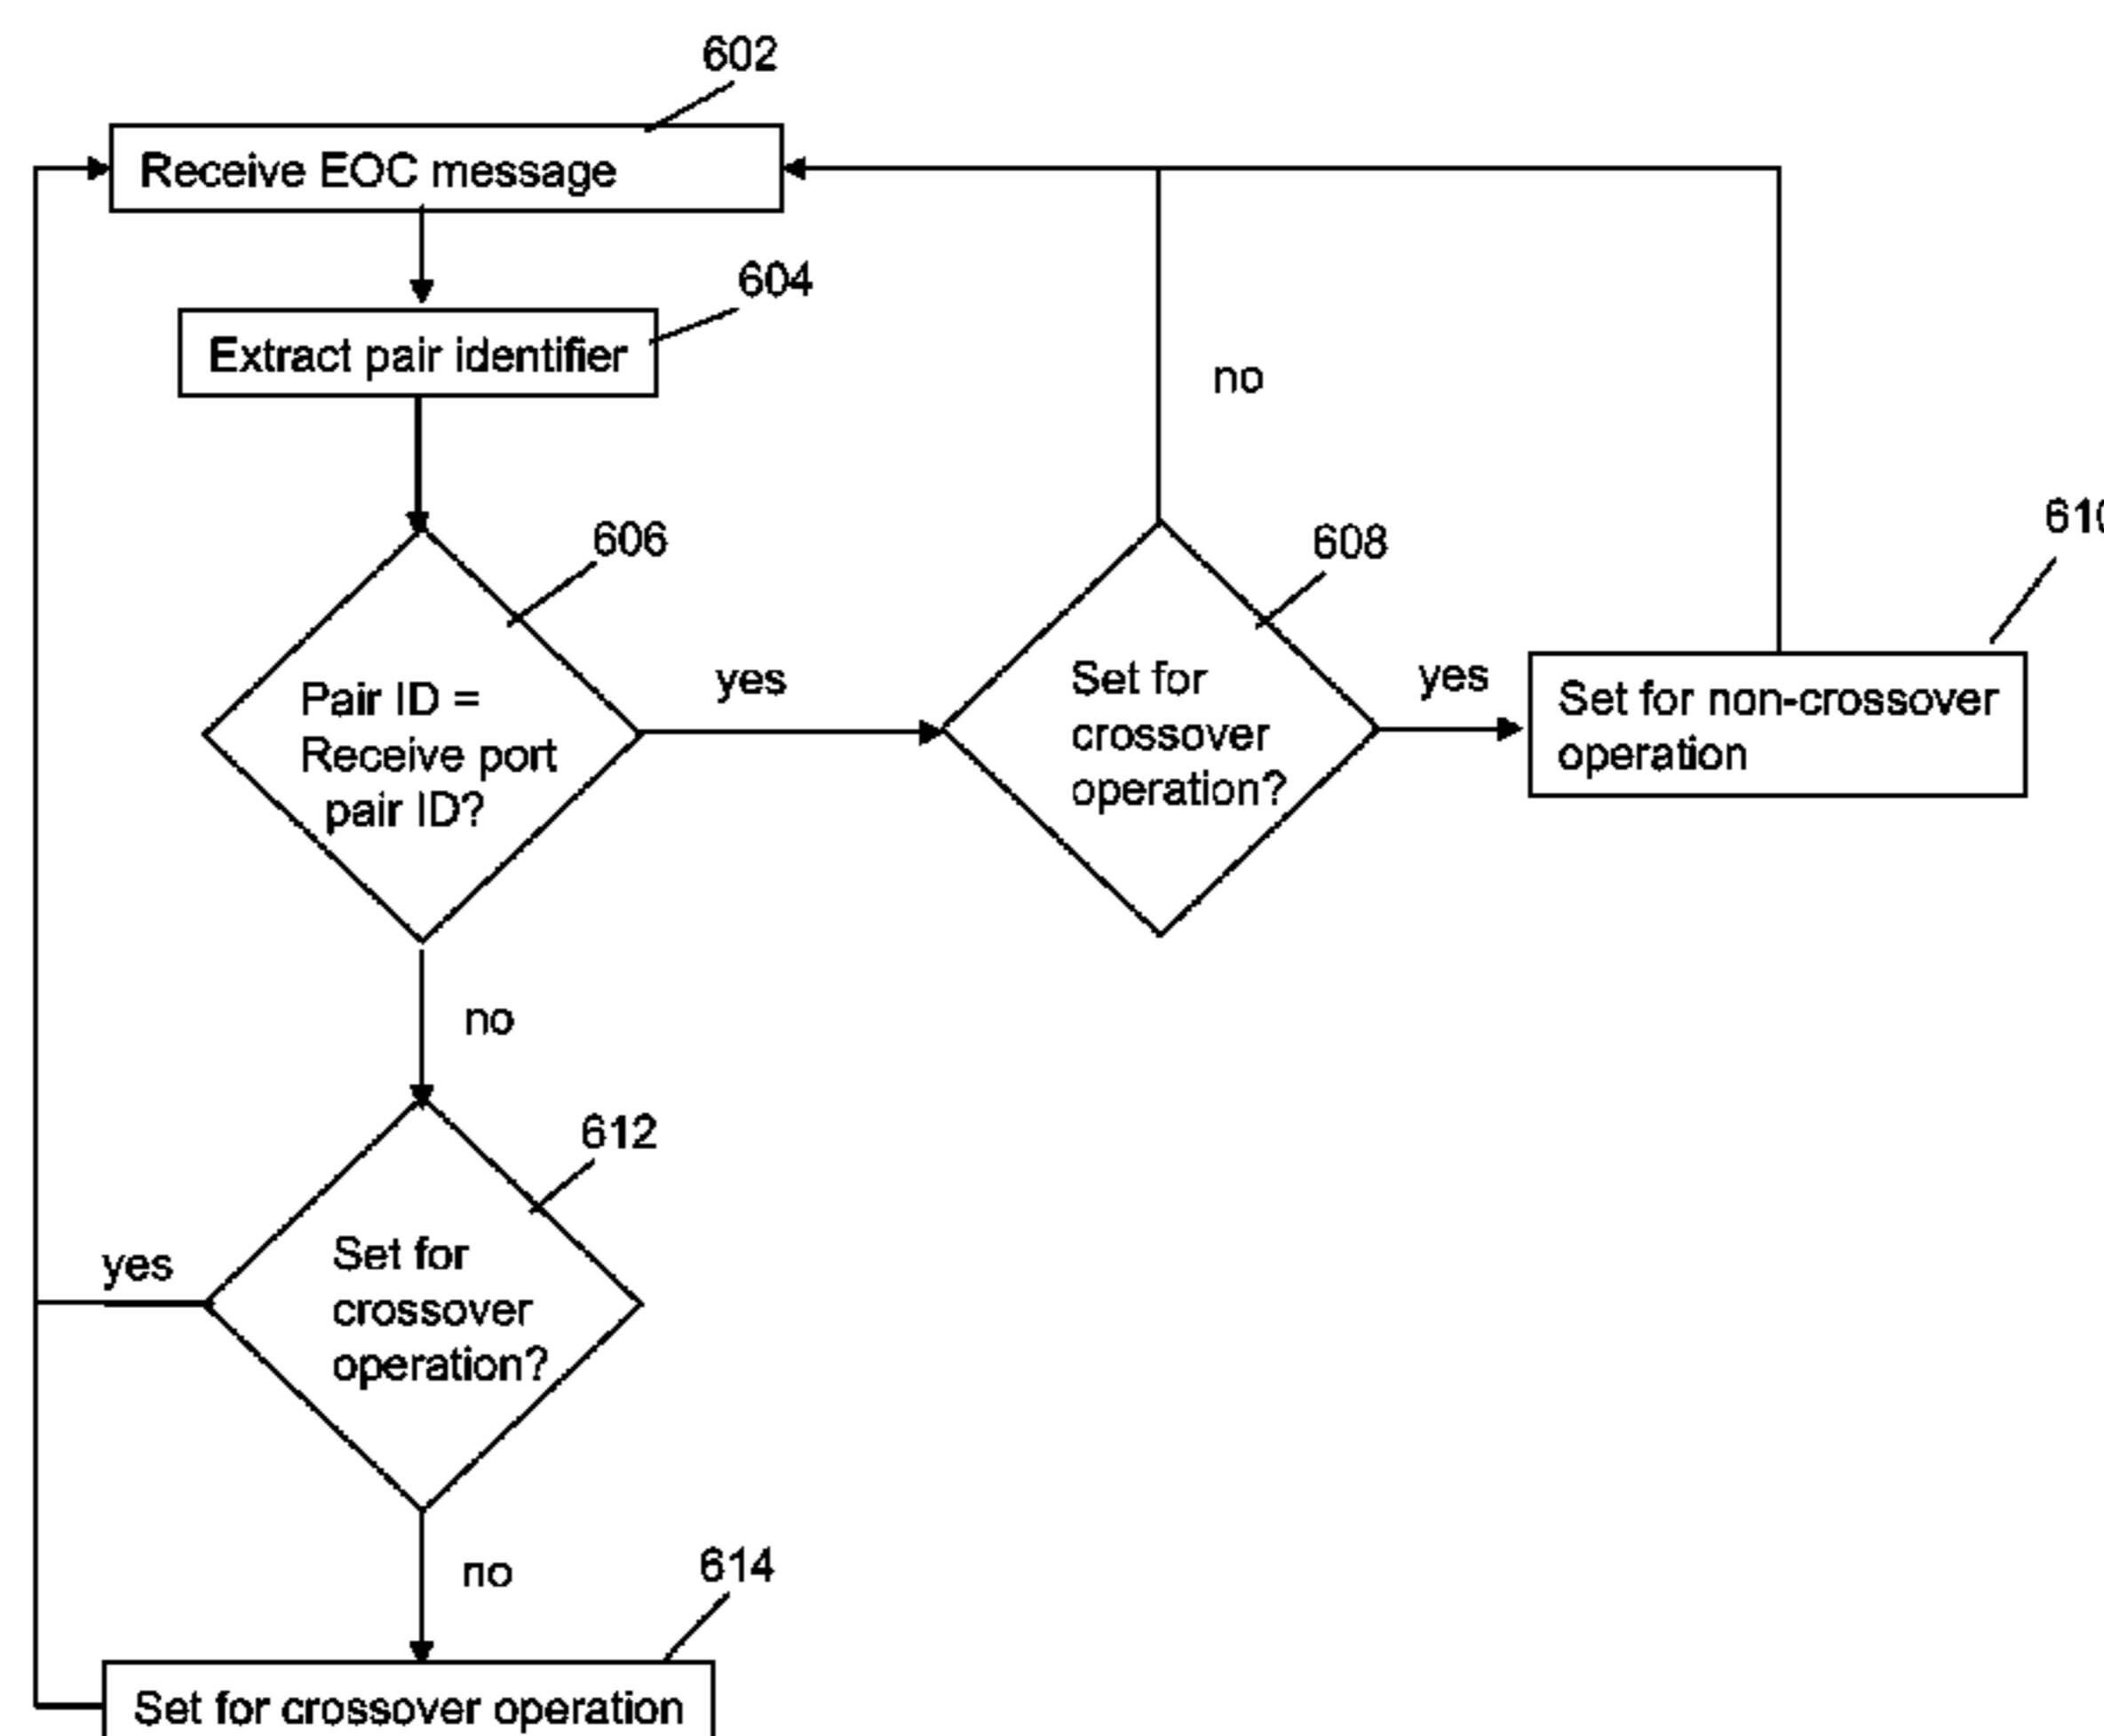 602
Receive EOC message
604
Extract pair identifier
no
606
608
610
Pair ID =
Receive port
pair ID?
yes
Set for
crossover
operation?
yes
Set for non-crossover
operation
no
612
Set for
crossover
operation?
yes
no
614
Set for crossover operation